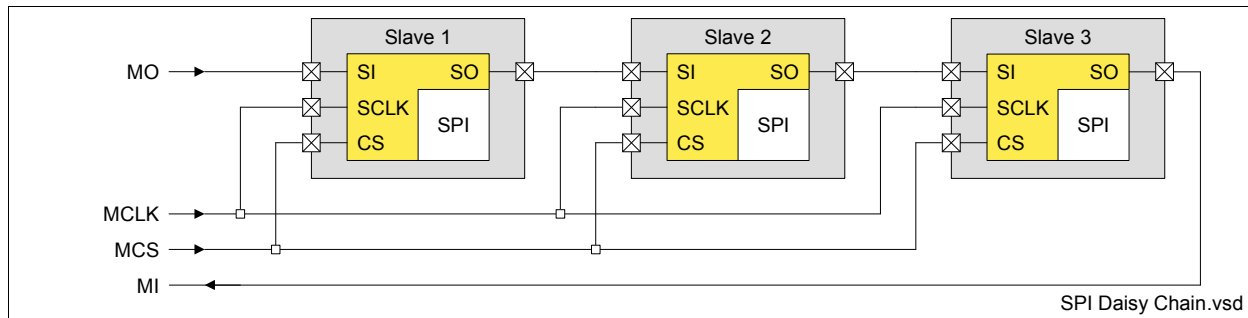 Slave 1
Slave 2
Slave 3
MO
SI
SO
SCLK
SPI
CS
SI
SO
SCLK
SPI
CS
SI
SO
SCLK
SPI
CS
MCLK
MCS
MI
SPI Daisy Chain.vsd